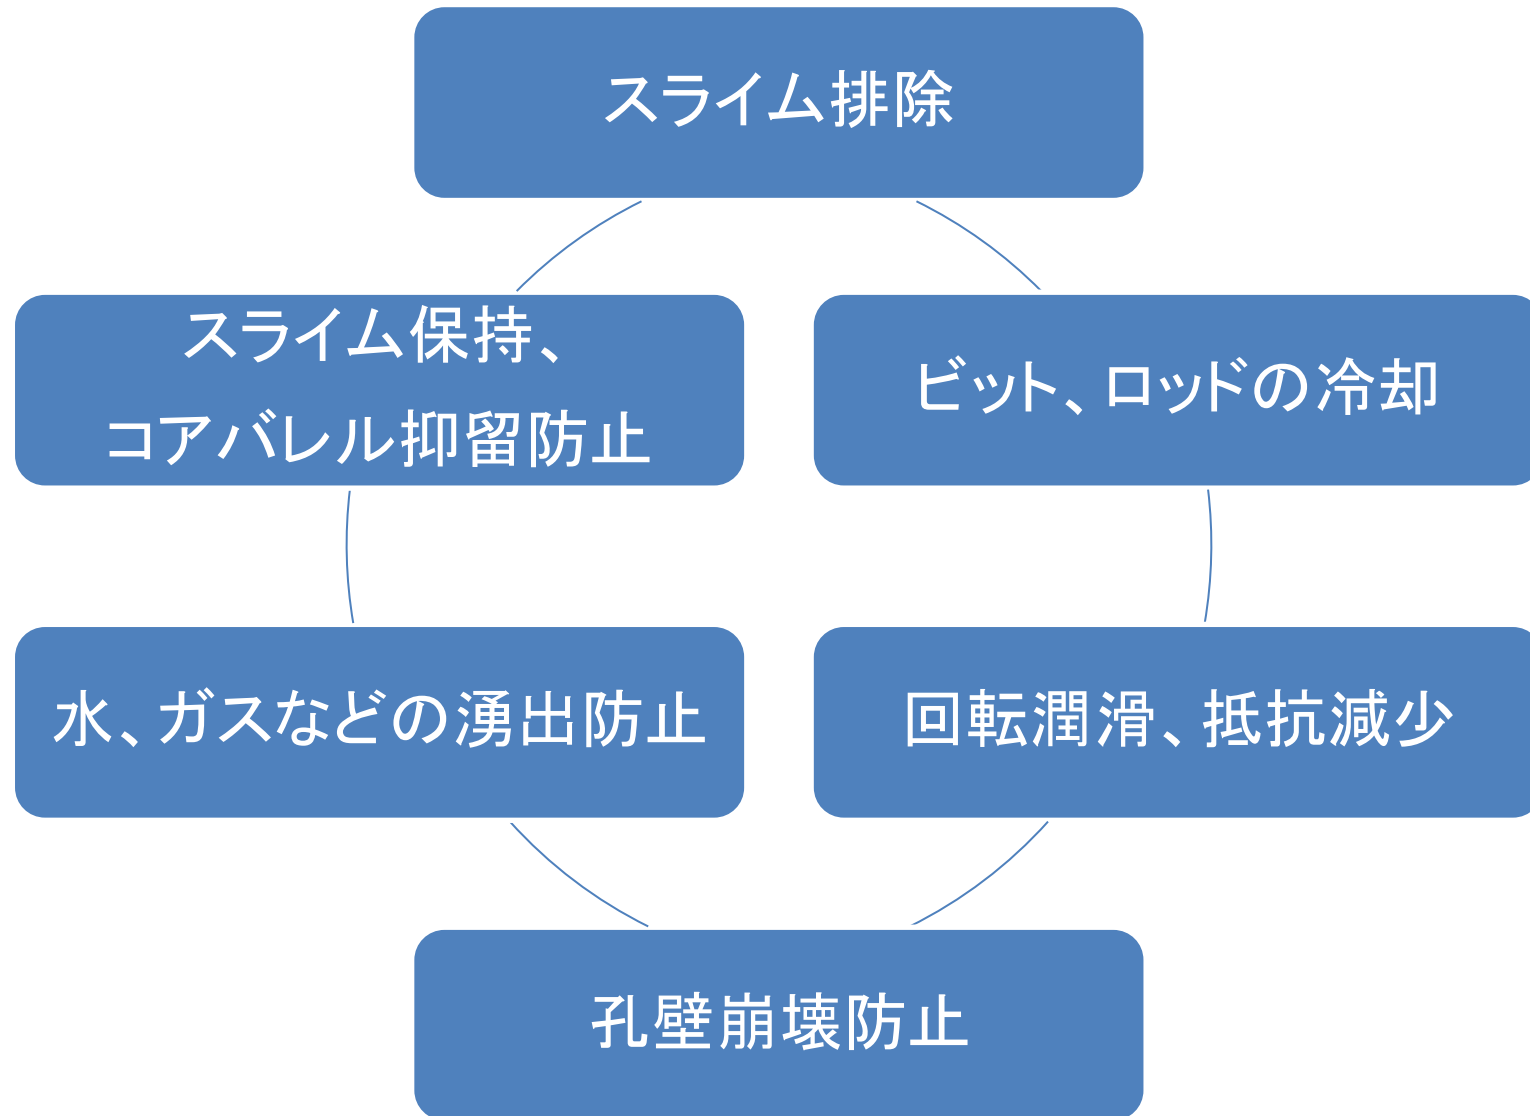 スライム排除
スライム保持、
コアバレル抑留防止
ビット、ロッドの冷却
水、ガスなどの湧出防止
回転潤滑、抵抗減少
孔壁崩壊防止